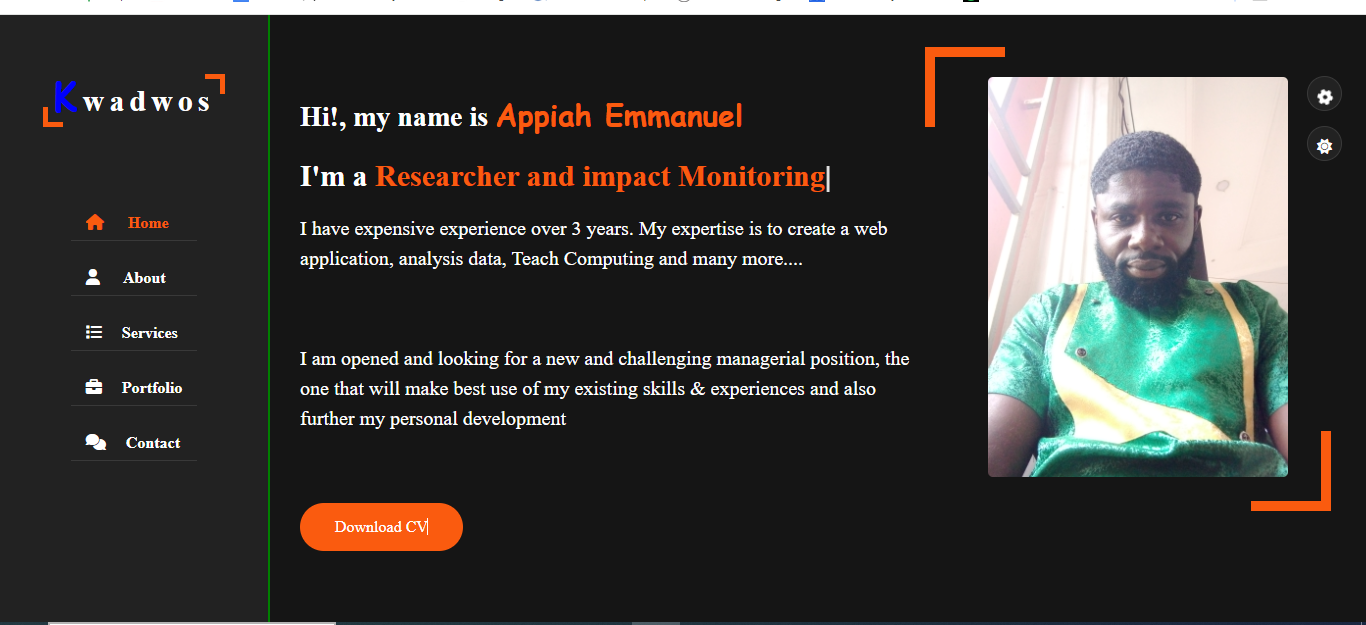 Kwadwos
Home
About
Services
Portfolio
Contact
Hi!, my name is Appiah Emmanuel
I'm a Researcher and impact Monitoring|
I have expensive experience over 3 years. My expertise is to create a web
application, analysis data, Teach Computing and many more....
I am opened and looking for a new and challenging managerial position, the
one that will make best use of my existing skills & experiences and also
further my personal development
Download CV